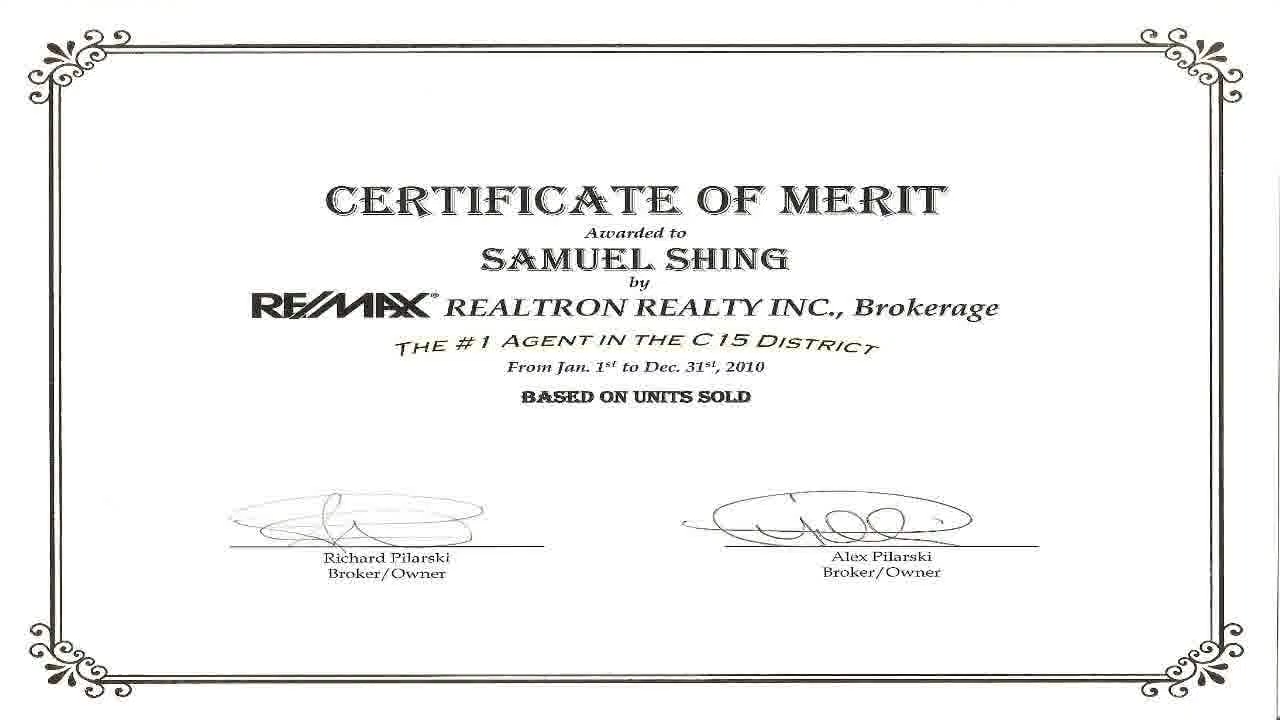 CERTIFICATE OF MERIT
Awarded to
SAMUEL SHING
by
RE/MAX® REALTRON REALTY INC., Brokerage
THE #1 AGENT IN THE C15 DISTRICT
From Jan. 1st to Dec. 31st, 2010
BASED ON UNITS SOLD
Richard Pilarski
Broker/Owner
Alex Pilarski
Broker/Owner